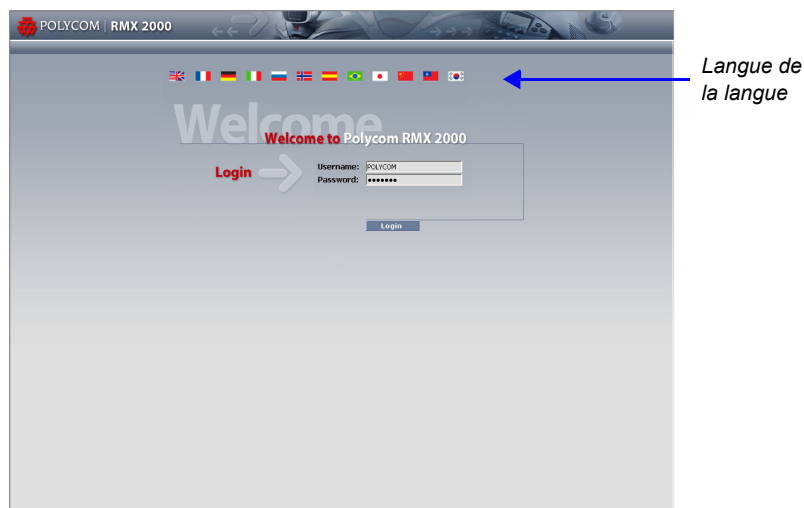 POLYCOM | RMX 2000
Langue de
la langue
Welcome
Welcome to Polycom RMX 2000
Login
Username: POLYCOM
Password: •••••••
Login